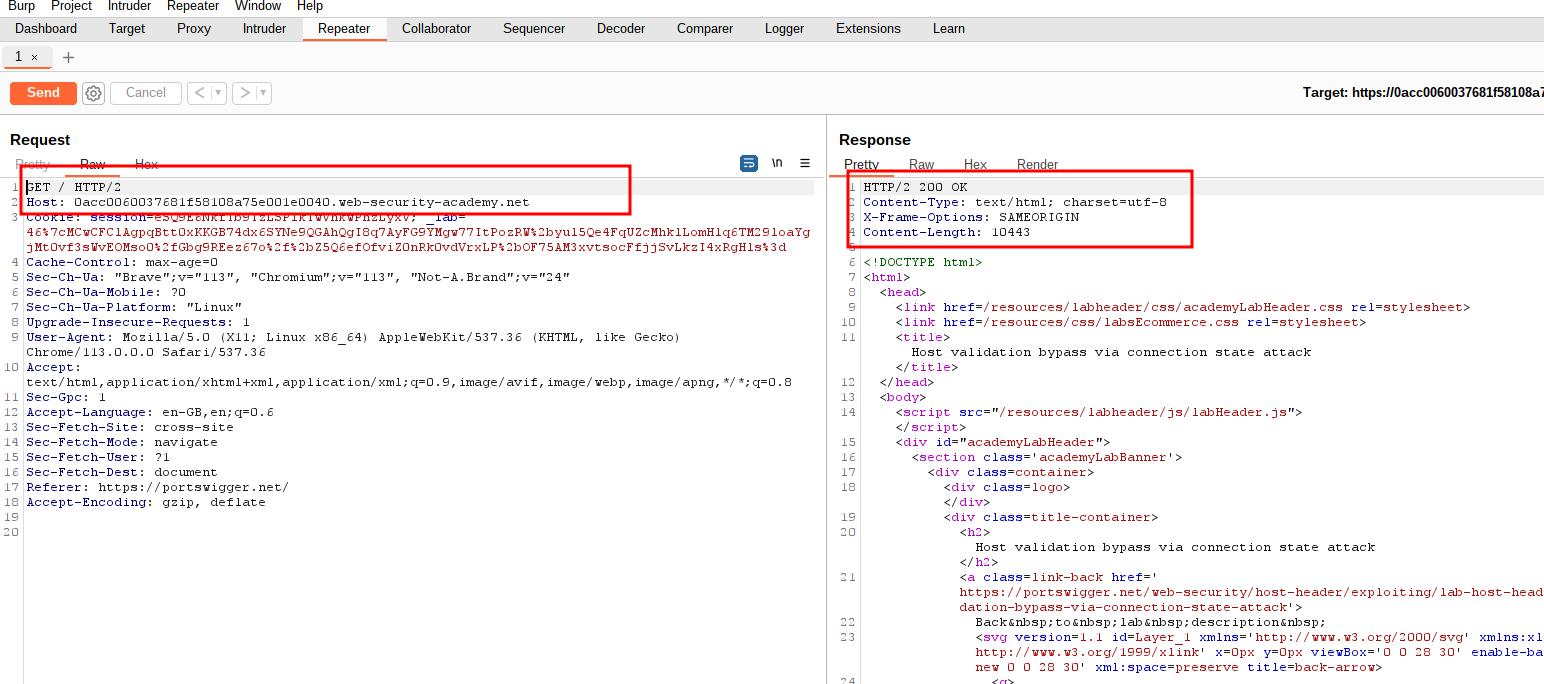 Burp Project Intruder Repeater Window Help
Dashboard Target Proxy Intruder Repeater Collaborator Sequencer Decoder Comparer Logger Extensions Learn
1 × +
Send Cancel < ▾ > ▾ Target: https://0acc0060037681f58108a7
Request
Pretty Raw Hex \n
1 GET / HTTP/2
2 Host: 0acc0060037681f58108a75e001e0040.web-security-academy.net
3 Cookie: _lab=
gjMtOvf3sWvEOMso0%2fGbg9REez67o%2f%2bZ5Q6efOfviZ0nRkOvdVrxLP%2bOF75AM3xvtsocFfjjSvLkzI4xRgHls%3d
4 Cache-Control: max-age=0
5 Sec-Ch-Ua: "Brave";v="113", "Chromium";v="113", "Not-A.Brand";v="24"
6 Sec-Ch-Ua-Mobile: ?0
7 Sec-Ch-Ua-Platform: "Linux"
8 Upgrade-Insecure-Requests: 1
9 User-Agent: Mozilla/5.0 (X11; Linux x86_64) AppleWebKit/537.36 (KHTML, like Gecko)
Chrome/113.0.0.0 Safari/537.36
10 Accept:
text/html,application/xhtml+xml,application/xml;q=0.9,image/avif,image/webp,image/apng,*/*;q=0.8
11 Sec-Gpc: 1
12 Accept-Language: en-GB,en;q=0.6
13 Sec-Fetch-Site: cross-site
14 Sec-Fetch-Mode: navigate
15 Sec-Fetch-User: ?1
16 Sec-Fetch-Dest: document
17 Referer: https://portswigger.net/
18 Accept-Encoding: gzip, deflate
19
20
Response
Pretty Raw Hex Render
1 HTTP/2 200 OK
2 Content-Type: text/html; charset=utf-8
3 X-Frame-Options: SAMEORIGIN
4 Content-Length: 10443
5
6 <!DOCTYPE html>
7 <html>
8 <head>
9 <link href=/resources/labheader/css/academyLabHeader.css rel=stylesheet>
10 <link href=/resources/css/labsEcommerce.css rel=stylesheet>
11 <title>
Host validation bypass via connection state attack
</title>
12 </head>
13 <body>
14 <script src="/resources/labheader/js/labHeader.js">
</script>
15 <div id="academyLabHeader">
16 <section class='academyLabBanner'>
17 <div class=container>
18 <div class=logo>
</div>
19 <div class=title-container>
20 <h2>
Host validation bypass via connection state attack
</h2>
21 <a class=link-back href='
https://portswigger.net/web-security/host-header/exploiting/lab-host-head
dation-bypass-via-connection-state-attack'>
22 Back&nbsp;to&nbsp;lab&nbsp;description&nbsp;
23 <svg version=1.1 id=Layer_1 xmlns='http://www.w3.org/2000/svg' xmlns:xl
http://www.w3.org/1999/xlink' x=0px y=0px viewBox='0 0 28 30' enable-ba
new 0 0 28 30' xml:space=preserve title=back-arrow>
24 <g>